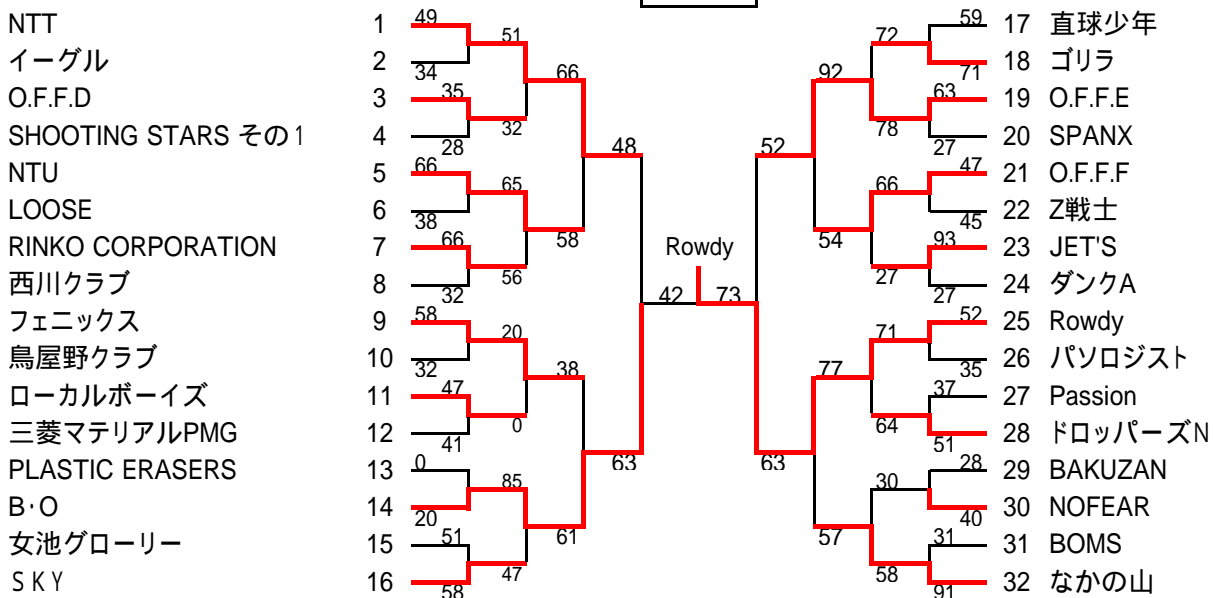 NTT 1 49
イーグル 2 34
O.F.F.D 3 35
SHOOTING STARS その1 4 28
NTU 5 66
LOOSE 6 38
RINKO CORPORATION 7 66
西川クラブ 8 32
フェニックス 9 58
鳥屋野クラブ 10 32
ローカルボーイズ 11 47
三菱マテリアルPMG 12 41
PLASTIC ERASERS 13 0
B・O 14 20
女池グローリー 15 51
SKY 16 58
51
32
65
56
20
0
85
47
66
58
38
61
48
63
Rowdy
42 73
52
63
92
54
77
57
72
78
66
27
71
64
30
58
59 17 直球少年
71 18 ゴリラ
63 19 O.F.F.E
27 20 SPANX
47 21 O.F.F.F
45 22 Z戦士
93 23 JET'S
27 24 ダンクA
52 25 Rowdy
35 26 パソロジスト
37 27 Passion
51 28 ドロッパーズN
28 29 BAKUZAN
40 30 NOFEAR
31 31 BOMS
91 32 なかの山